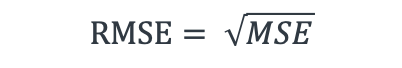 RMSE = √MSE